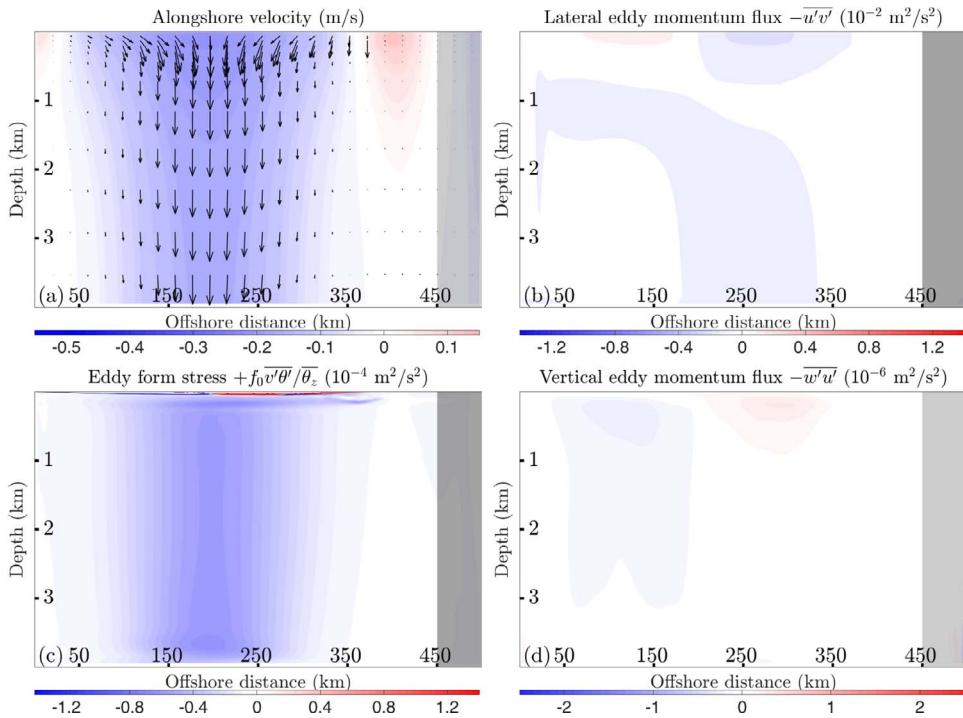 Alongshore velocity (m/s)
Depth (km)
1
2
3
(a)
50 150 250 350 450
Offshore distance (km)
-0.5 -0.4 -0.3 -0.2 -0.1 0 0.1
Lateral eddy momentum flux −u′v′ (10−2 m2/s2)
Depth (km)
1
2
3
(b)
50 150 250 350 450
Offshore distance (km)
-1.2 -0.8 -0.4 0 0.4 0.8 1.2
Eddy form stress +f0v′θ′/θz (10−4 m2/s2)
Depth (km)
1
2
3
(c)
50 150 250 350 450
Offshore distance (km)
-1.2 -0.8 -0.4 0 0.4 0.8 1.2
Vertical eddy momentum flux −w′u′ (10−6 m2/s2)
Depth (km)
1
2
3
(d)
50 150 250 350 450
Offshore distance (km)
-2 -1 0 1 2